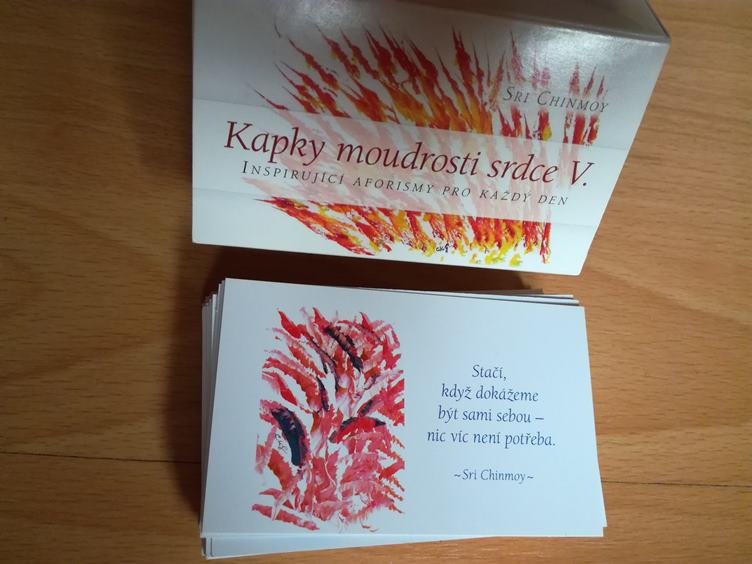 SRI CHINMOY
Kapky moudrosti srdce V.
INSPIRUJÍCÍ AFORISMY PRO KAŽDÝ DEN
Stačí,
když dokážeme
být sami sebou –
nic víc není potřeba.
~Sri Chinmoy~